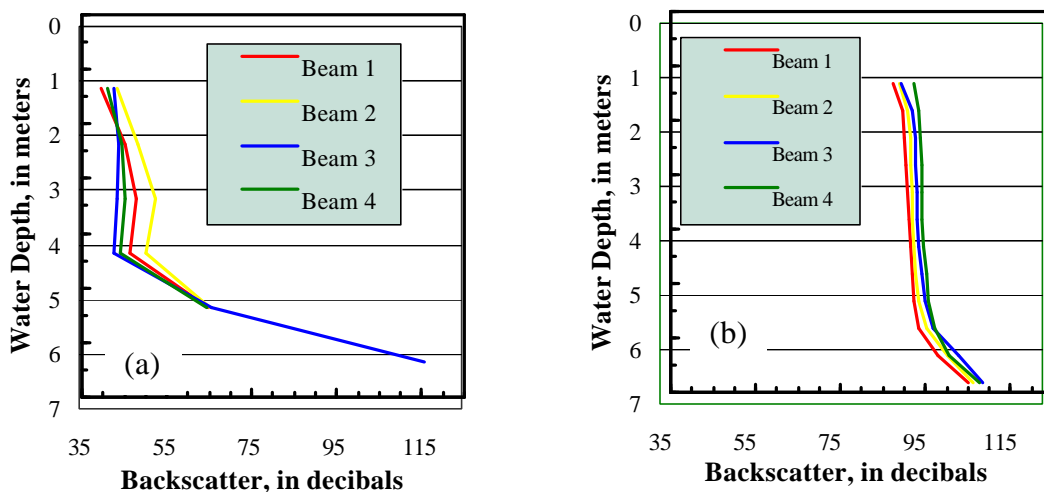 0
1
2
3
4
5
6
7
Water Depth, in meters
Beam 1
Beam 2
Beam 3
Beam 4
(a)
35 55 75 95 115
Backscatter, in decibals
0
1
2
3
4
5
6
7
Water Depth, in meters
Beam 1
Beam 2
Beam 3
Beam 4
(b)
35 55 75 95 115
Backscatter, in decibals